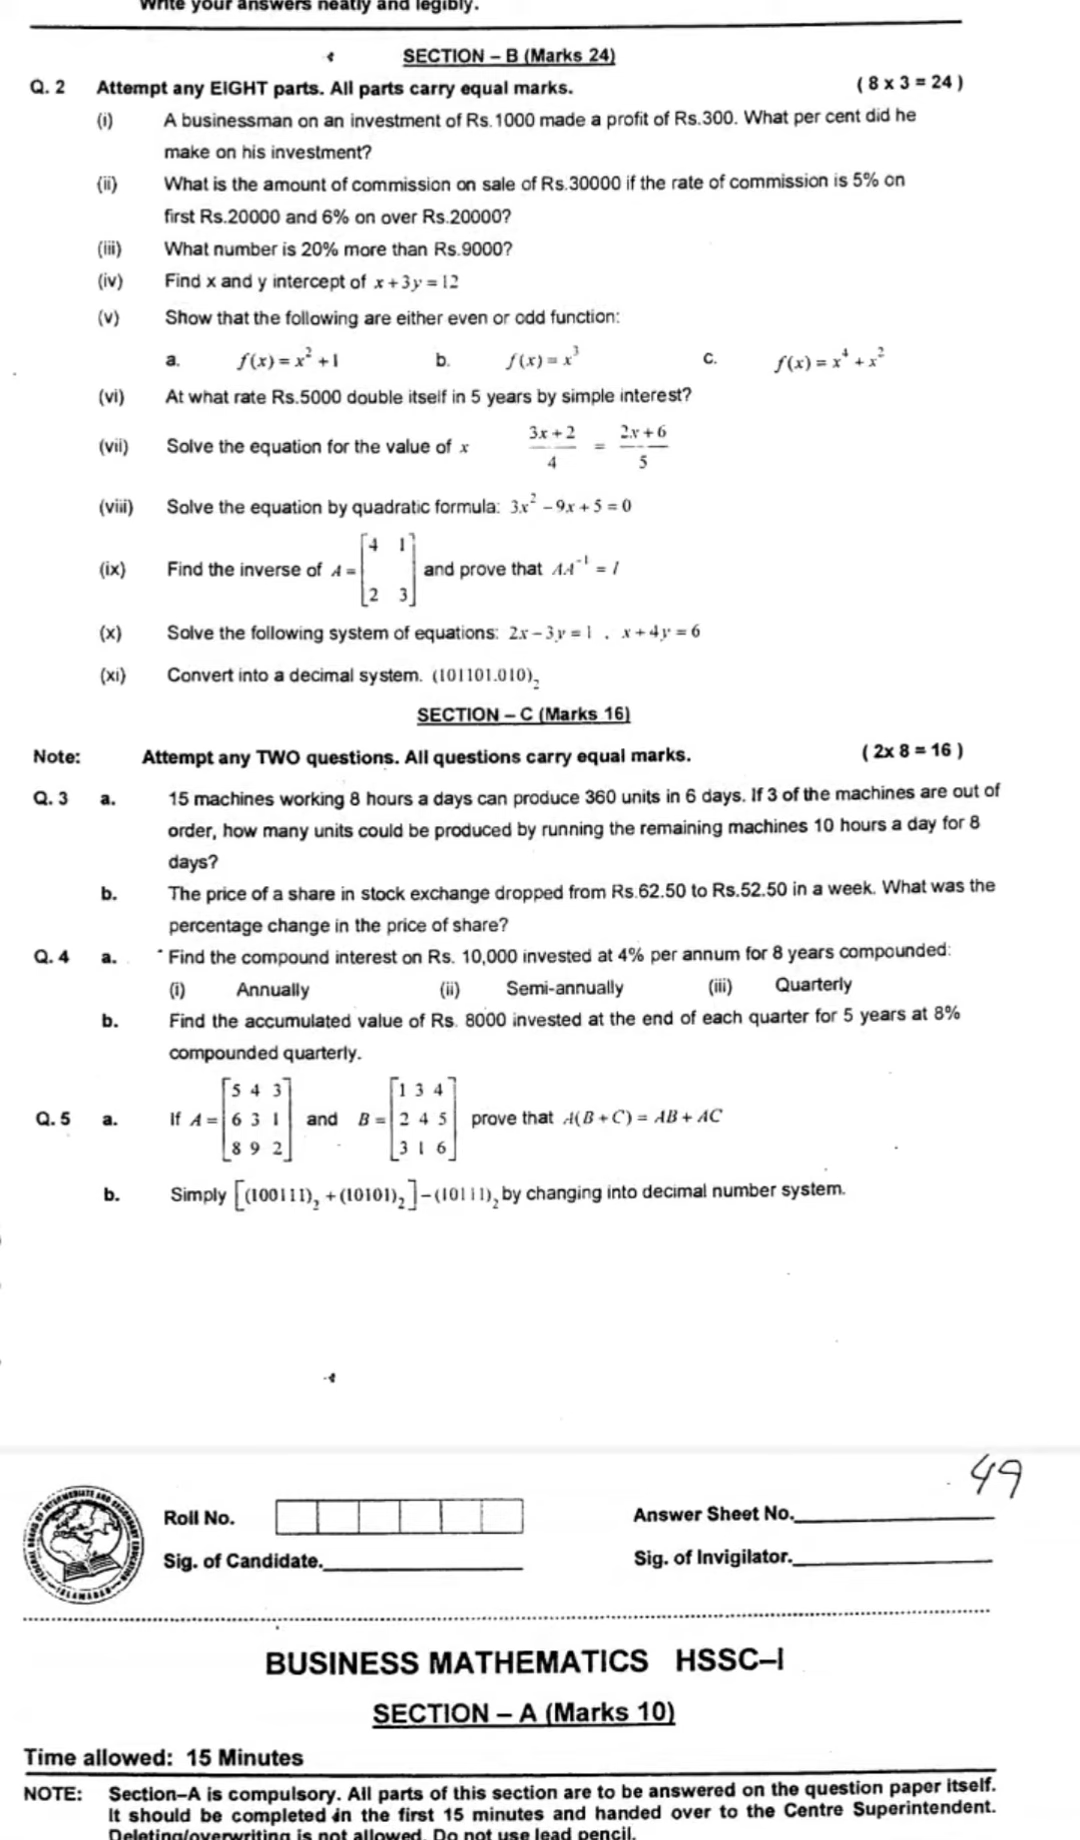 Write your answers neatly and legibly.
SECTION – B (Marks 24)
Q. 2 Attempt any EIGHT parts. All parts carry equal marks. ( 8 x 3 = 24 )
(i) A businessman on an investment of Rs.1000 made a profit of Rs.300. What per cent did he
make on his investment?
(ii) What is the amount of commission on sale of Rs.30000 if the rate of commission is 5% on
first Rs.20000 and 6% on over Rs.20000?
(iii) What number is 20% more than Rs.9000?
(iv) Find x and y intercept of x + 3y = 12
(v) Show that the following are either even or odd function:
a. f(x) = x² + 1 b. f(x) = x³ c. f(x) = x⁴ + x²
(vi) At what rate Rs.5000 double itself in 5 years by simple interest?
(vii) Solve the equation for the value of x (3x + 2)/4 = (2x + 6)/5
(viii) Solve the equation by quadratic formula: 3x² – 9x + 5 = 0
(ix) Find the inverse of A = [4 1; 2 3] and prove that AA⁻¹ = I
(x) Solve the following system of equations: 2x – 3y = 1 , x + 4y = 6
(xi) Convert into a decimal system. (101101.010)₂
SECTION – C (Marks 16)
Note: Attempt any TWO questions. All questions carry equal marks. ( 2x 8 = 16 )
Q. 3 a. 15 machines working 8 hours a days can produce 360 units in 6 days. If 3 of the machines are out of
order, how many units could be produced by running the remaining machines 10 hours a day for 8
days?
b. The price of a share in stock exchange dropped from Rs.62.50 to Rs.52.50 in a week. What was the
percentage change in the price of share?
Q. 4 a. Find the compound interest on Rs. 10,000 invested at 4% per annum for 8 years compounded:
(i) Annually (ii) Semi-annually (iii) Quarterly
b. Find the accumulated value of Rs. 8000 invested at the end of each quarter for 5 years at 8%
compounded quarterly.
Q. 5 a. If A = [5 4 3; 6 3 1; 8 9 2] and B = [1 3 4; 2 4 5; 3 1 6] prove that A(B + C) = AB + AC
b. Simply [(100111)₂ + (10101)₂] – (10111)₂ by changing into decimal number system.
49
Roll No. Answer Sheet No.
Sig. of Candidate. Sig. of Invigilator.
FEDERAL BOARD OF INTERMEDIATE AND SECONDARY EDUCATION
ISLAMABAD
BUSINESS MATHEMATICS HSSC–I
SECTION – A (Marks 10)
Time allowed: 15 Minutes
NOTE: Section–A is compulsory. All parts of this section are to be answered on the question paper itself.
It should be completed in the first 15 minutes and handed over to the Centre Superintendent.
Deleting/overwriting is not allowed. Do not use lead pencil.